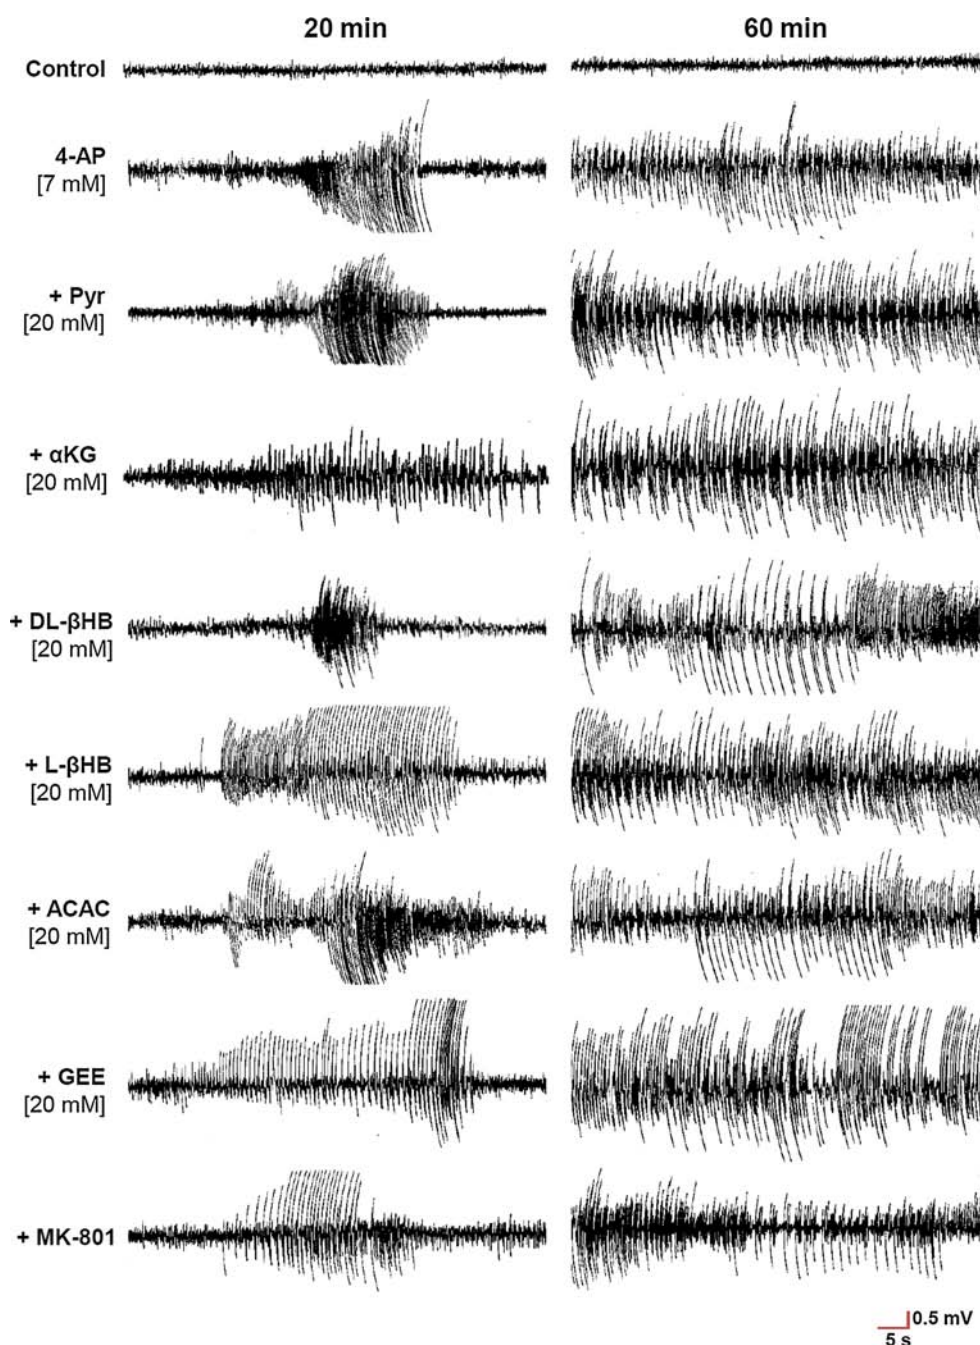 20 min 60 min
Control
4-AP
[7 mM]
+ Pyr
[20 mM]
+ αKG
[20 mM]
+ DL-βHB
[20 mM]
+ L-βHB
[20 mM]
+ ACAC
[20 mM]
+ GEE
[20 mM]
+ MK-801
0.5 mV
5 s